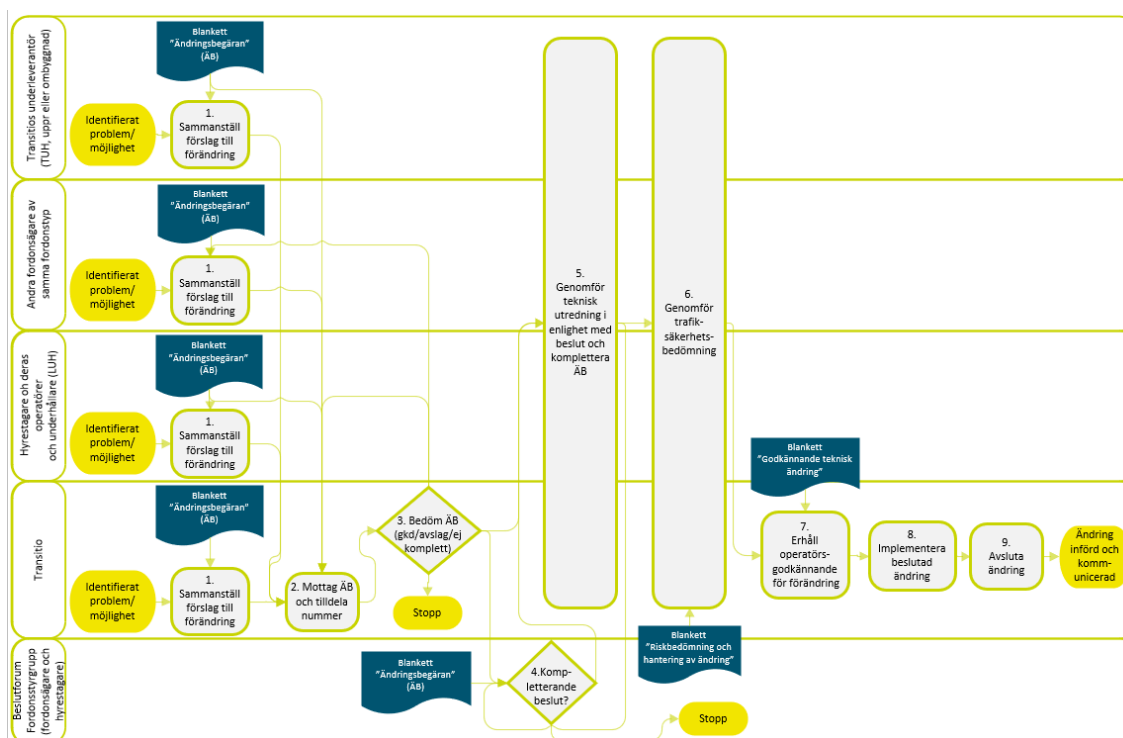 Transitios underleverantör
(TUH, uppr eller ombyggnad)
Blankett
"Ändringsbegäran"
(ÄB)
Identifierat
problem/
möjlighet
1.
Sammanställ
förslag till
förändring
Andra fordonsägare av
samma fordonstyp
Blankett
"Ändringsbegäran"
(ÄB)
Identifierat
problem/
möjlighet
1.
Sammanställ
förslag till
förändring
Hyrestagare oh deras
operatörer
och underhållare (LUH)
Blankett
"Ändringsbegäran"
(ÄB)
Identifierat
problem/
möjlighet
1.
Sammanställ
förslag till
förändring
Transitio
Blankett
"Ändringsbegäran"
(ÄB)
Identifierat
problem/
möjlighet
1.
Sammanställ
förslag till
förändring
2. Mottag ÄB
och tilldela
nummer
3. Bedöm ÄB
(gkd/avslag/ej
komplett)
Stopp
5.
Genomför
teknisk
utredning i
enlighet med
beslut och
komplettera
ÄB
6.
Genomför
trafik-
säkerhets-
bedömning
Blankett
"Godkännande teknisk
ändring"
7.
Erhåll
operatörs-
godkännande
för förändring
8.
Implementera
beslutad
ändring
9.
Avsluta
ändring
Ändring
införd och
komm-
unicerad
Beslutforum
Fordonsstyrgrupp
(fordonsägare och
hyrestagare)
Blankett
"Ändringsbegäran"
(ÄB)
4.Komp-
letterande
beslut?
Blankett
"Riskbedömning och
hantering av ändring"
Stopp